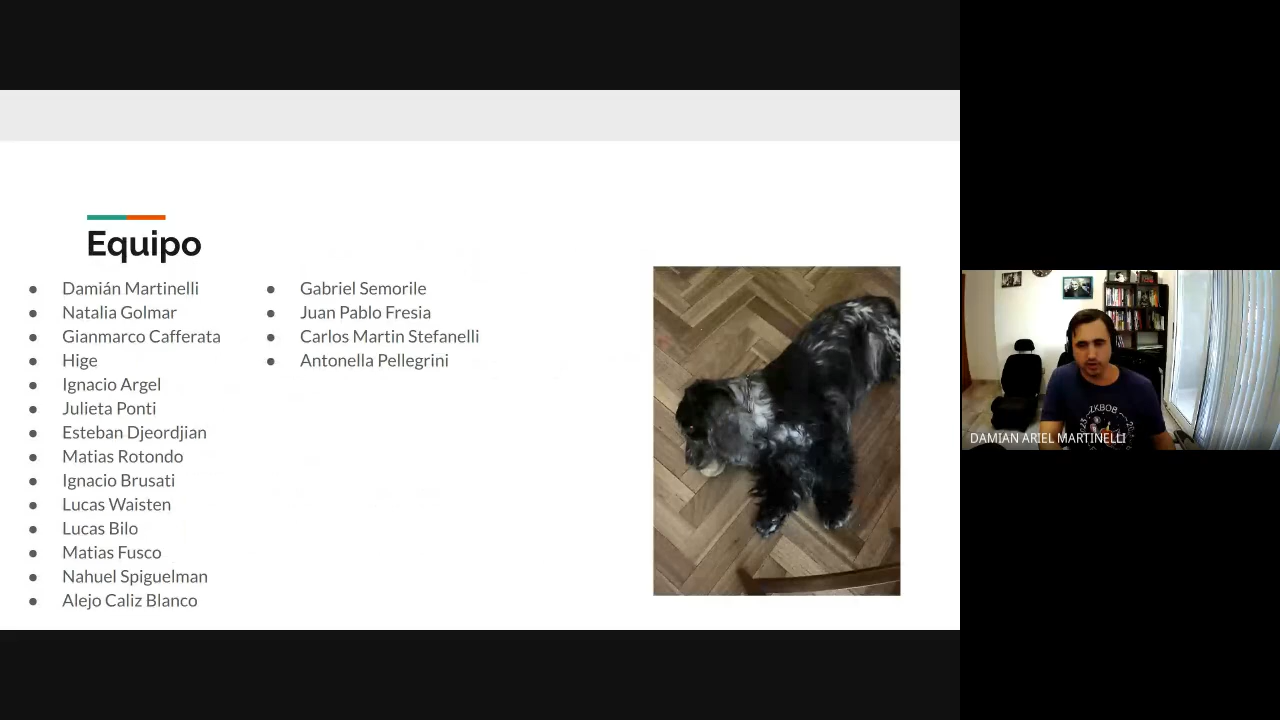 Equipo
Damián Martinelli
Natalia Golmar
Gianmarco Cafferata
Hige
Ignacio Argel
Julieta Ponti
Esteban Djeordjian
Matias Rotondo
Ignacio Brusati
Lucas Waisten
Lucas Bilo
Matias Fusco
Nahuel Spiguelman
Alejo Caliz Blanco
Gabriel Semorile
Juan Pablo Fresia
Carlos Martin Stefanelli
Antonella Pellegrini
DAMIAN ARIEL MARTINELLI